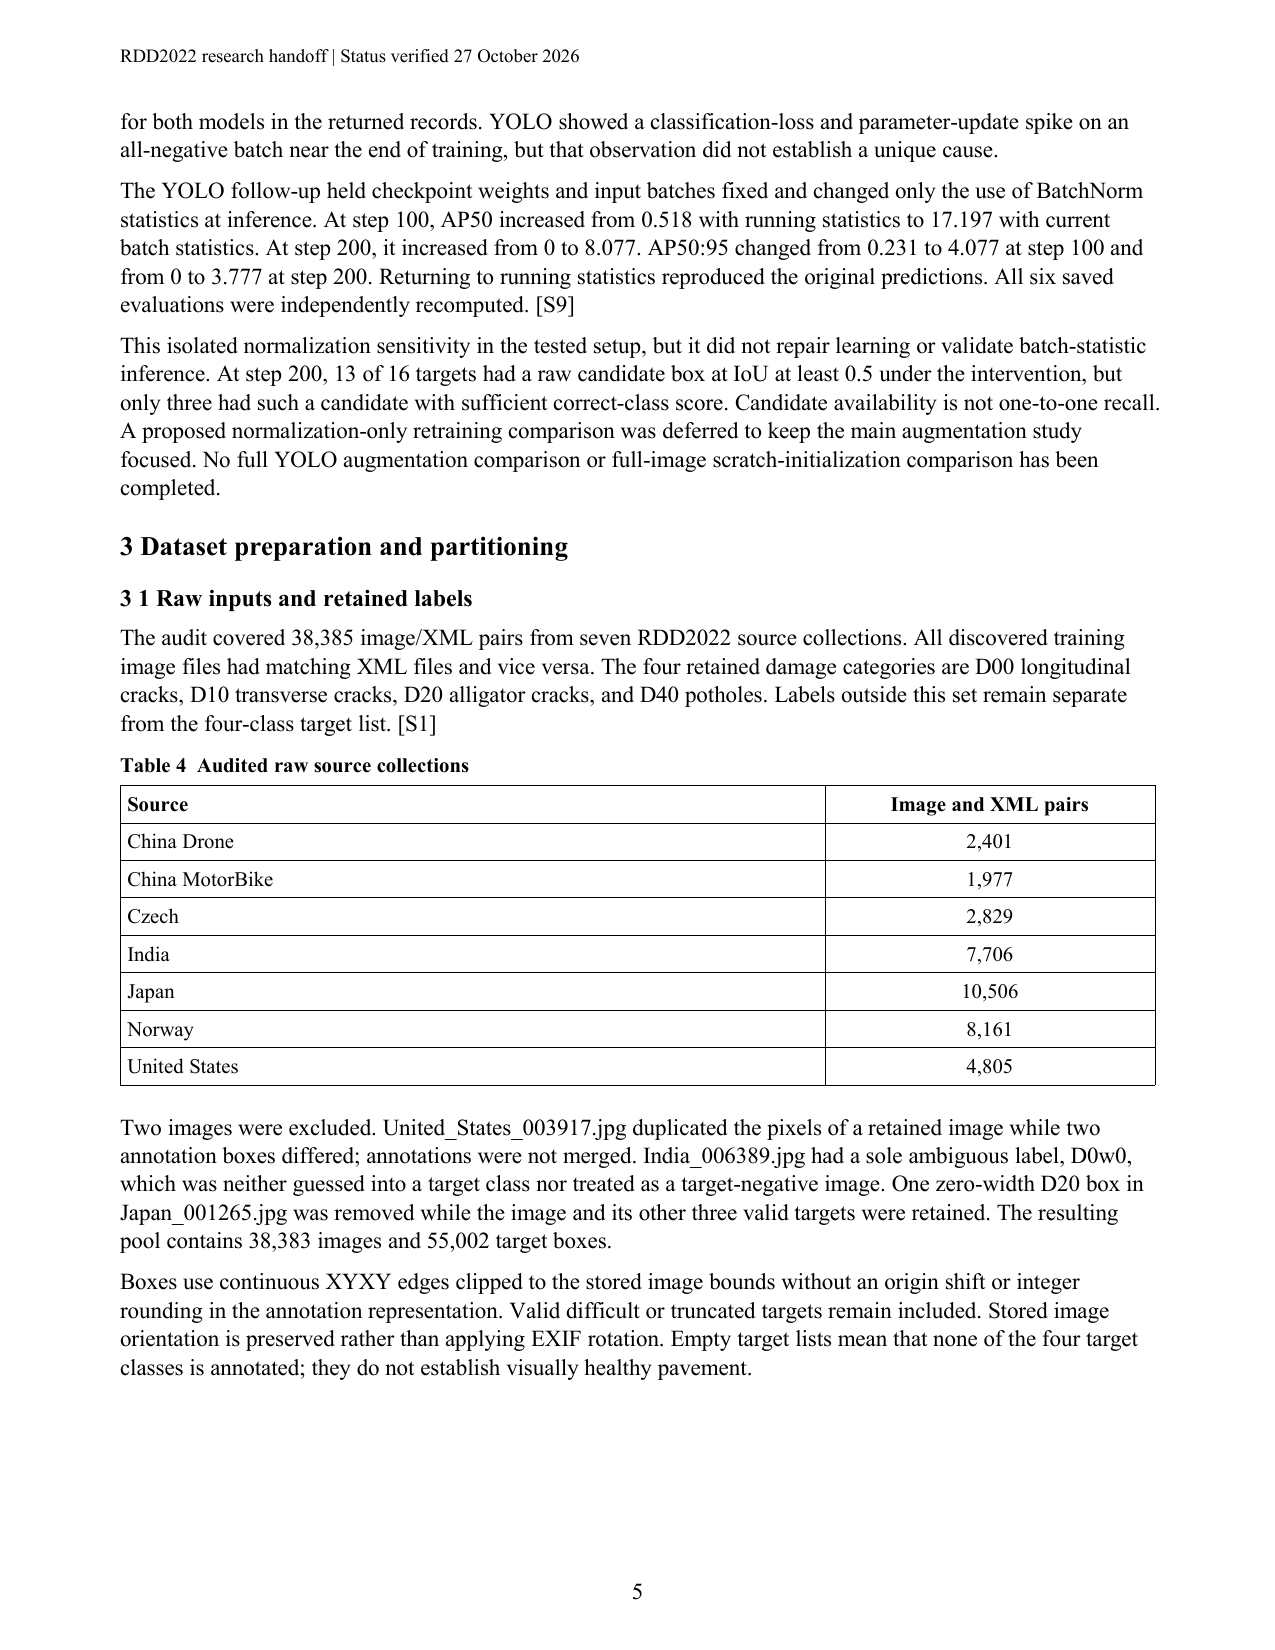 RDD2022 research handoff | Status verified 27 October 2026
for both models in the returned records. YOLO showed a classification-loss and parameter-update spike on an
all-negative batch near the end of training, but that observation did not establish a unique cause.
The YOLO follow-up held checkpoint weights and input batches fixed and changed only the use of BatchNorm
statistics at inference. At step 100, AP50 increased from 0.518 with running statistics to 17.197 with current
batch statistics. At step 200, it increased from 0 to 8.077. AP50:95 changed from 0.231 to 4.077 at step 100 and
from 0 to 3.777 at step 200. Returning to running statistics reproduced the original predictions. All six saved
evaluations were independently recomputed. [S9]
This isolated normalization sensitivity in the tested setup, but it did not repair learning or validate batch-statistic
inference. At step 200, 13 of 16 targets had a raw candidate box at IoU at least 0.5 under the intervention, but
only three had such a candidate with sufficient correct-class score. Candidate availability is not one-to-one recall.
A proposed normalization-only retraining comparison was deferred to keep the main augmentation study
focused. No full YOLO augmentation comparison or full-image scratch-initialization comparison has been
completed.
3 Dataset preparation and partitioning
3 1 Raw inputs and retained labels
The audit covered 38,385 image/XML pairs from seven RDD2022 source collections. All discovered training
image files had matching XML files and vice versa. The four retained damage categories are D00 longitudinal
cracks, D10 transverse cracks, D20 alligator cracks, and D40 potholes. Labels outside this set remain separate
from the four-class target list. [S1]
Table 4 Audited raw source collections
Source Image and XML pairs
China Drone 2,401
China MotorBike 1,977
Czech 2,829
India 7,706
Japan 10,506
Norway 8,161
United States 4,805
Two images were excluded. United_States_003917.jpg duplicated the pixels of a retained image while two
annotation boxes differed; annotations were not merged. India_006389.jpg had a sole ambiguous label, D0w0,
which was neither guessed into a target class nor treated as a target-negative image. One zero-width D20 box in
Japan_001265.jpg was removed while the image and its other three valid targets were retained. The resulting
pool contains 38,383 images and 55,002 target boxes.
Boxes use continuous XYXY edges clipped to the stored image bounds without an origin shift or integer
rounding in the annotation representation. Valid difficult or truncated targets remain included. Stored image
orientation is preserved rather than applying EXIF rotation. Empty target lists mean that none of the four target
classes is annotated; they do not establish visually healthy pavement.
5